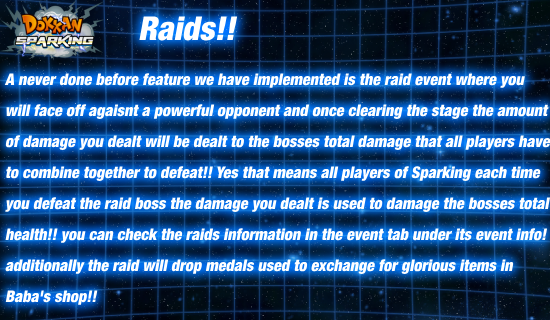 DOKKAN
SPARKING
Raids!!
A never done before feature we have implemented is the raid event where you
will face off agaisnt a powerful opponent and once clearing the stage the amount
of damage you dealt will be dealt to the bosses total damage that all players have
to combine together to defeat!! Yes that means all players of Sparking each time
you defeat the raid boss the damage you dealt is used to damage the bosses total
health!! you can check the raids information in the event tab under its event info!
additionally the raid will drop medals used to exchange for glorious items in
Baba's shop!!